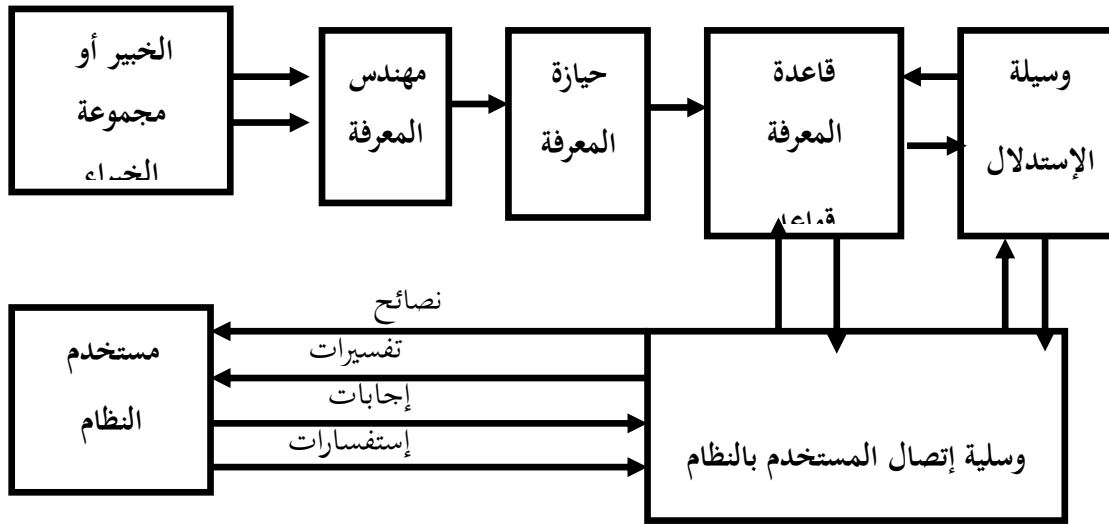 الخبير أو
مجموعة
الخبراء
مهندس
المعرفة
حيازة
المعرفة
قاعدة
المعرفة
وسيلة
الإستدلال
نصائح
تفسيرات
إجابات
إستفسارات
مستخدم
النظام
وسلية إتصال المستخدم بالنظام